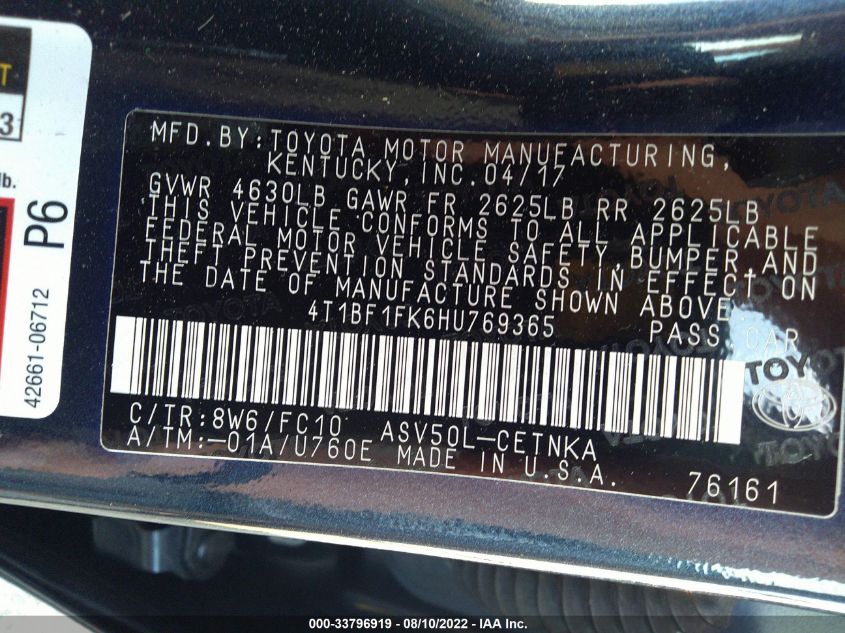 MFD.BY:TOYOTA MOTOR MANUFACTURING,
KENTUCKY, INC. 04/17
GVWR 4630LB GAWR FR 2625LB RR 2625LB
THIS VEHICLE CONFORMS TO ALL APPLICABLE
FEDERAL MOTOR VEHICLE SAFETY, BUMPER, AND
THEFT PREVENTION STANDARDS IN EFFECT ON
THE DATE OF MANUFACTURE SHOWN ABOVE.
4T1BF1FK6HU769365 PASS.CAR
C/TR:8W6/FC10 ASV50L-CETNKA
A/TM:-01A/U760E MADE IN U.S.A. 76161
TOYO
T
3
lb.
P6
42661-06712
000-33796919 - 08/10/2022 - IAA Inc.